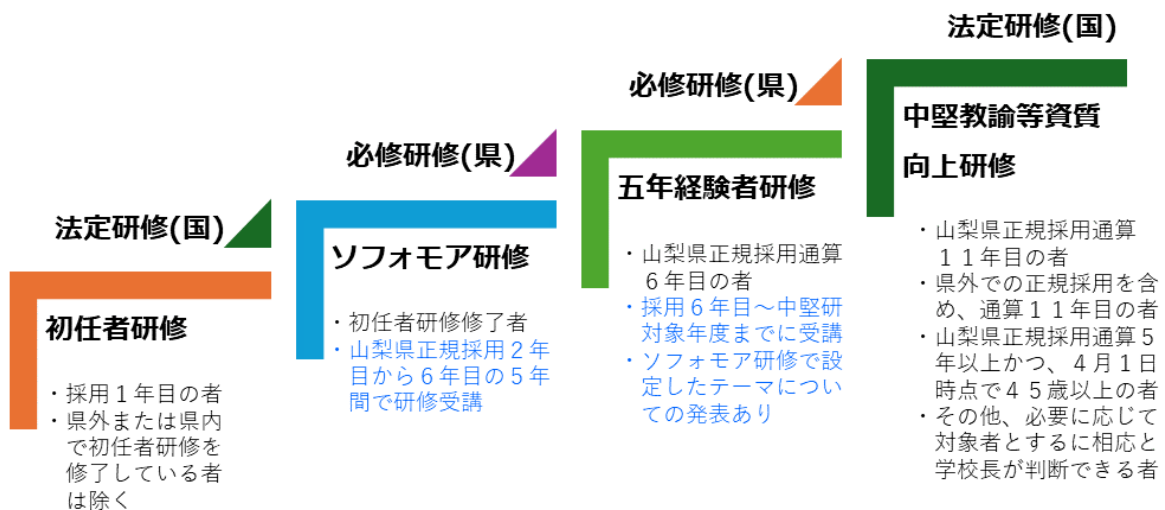 法定研修(国)
初任者研修
・採用１年目の者
・県外または県内
で初任者研修を
修了している者
は除く
必修研修(県)
ソフォモア研修
・初任者研修修了者
・山梨県正規採用２年
目から６年目の５年
間で研修受講
必修研修(県)
五年経験者研修
・山梨県正規採用通算
６年目の者
・採用６年目～中堅研
対象年度までに受講
・ソフォモア研修で設
定したテーマについ
ての発表あり
法定研修(国)
中堅教諭等資質
向上研修
・山梨県正規採用通算
１１年目の者
・県外での正規採用を含
め、通算１１年目の者
・山梨県正規採用通算５
年以上かつ、４月１日
時点で４５歳以上の者
・その他、必要に応じて
対象者とするに相応と
学校長が判断できる者